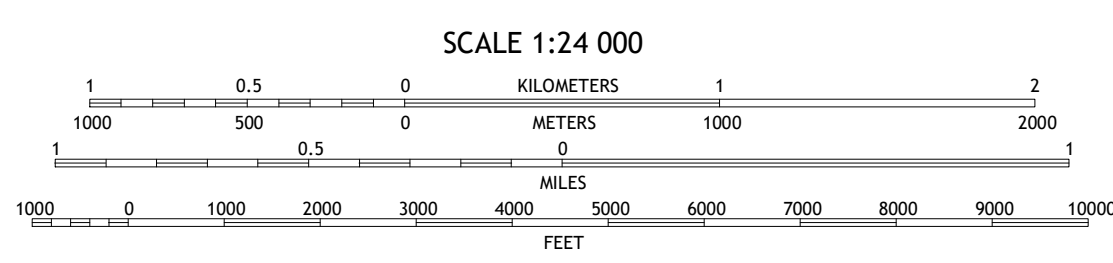 SCALE 1:24 000
1 0.5 0 KILOMETERS 1 2
1000 500 0 METERS 1000 2000
1 0.5 0 1
MILES
1000 0 1000 2000 3000 4000 5000 6000 7000 8000 9000 10000
FEET